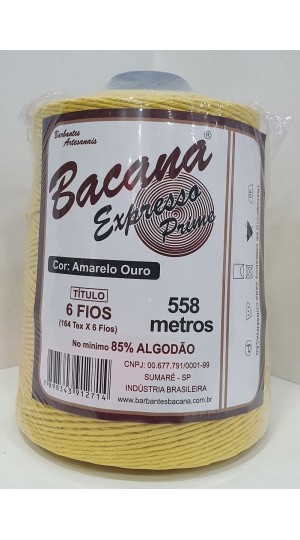 Barbantes
Artesanais
Bacana®
Expresso
Prime
Cor: Amarelo Ouro
TÍTULO
6 FIOS
(164 Tex X 6 Fios)
558
metros
No mínimo 85% ALGODÃO
CNPJ: 00.677.791/0001-99
SUMARÉ - SP
INDÚSTRIA BRASILEIRA
www.barbantesbacana.com.br
7898343912714